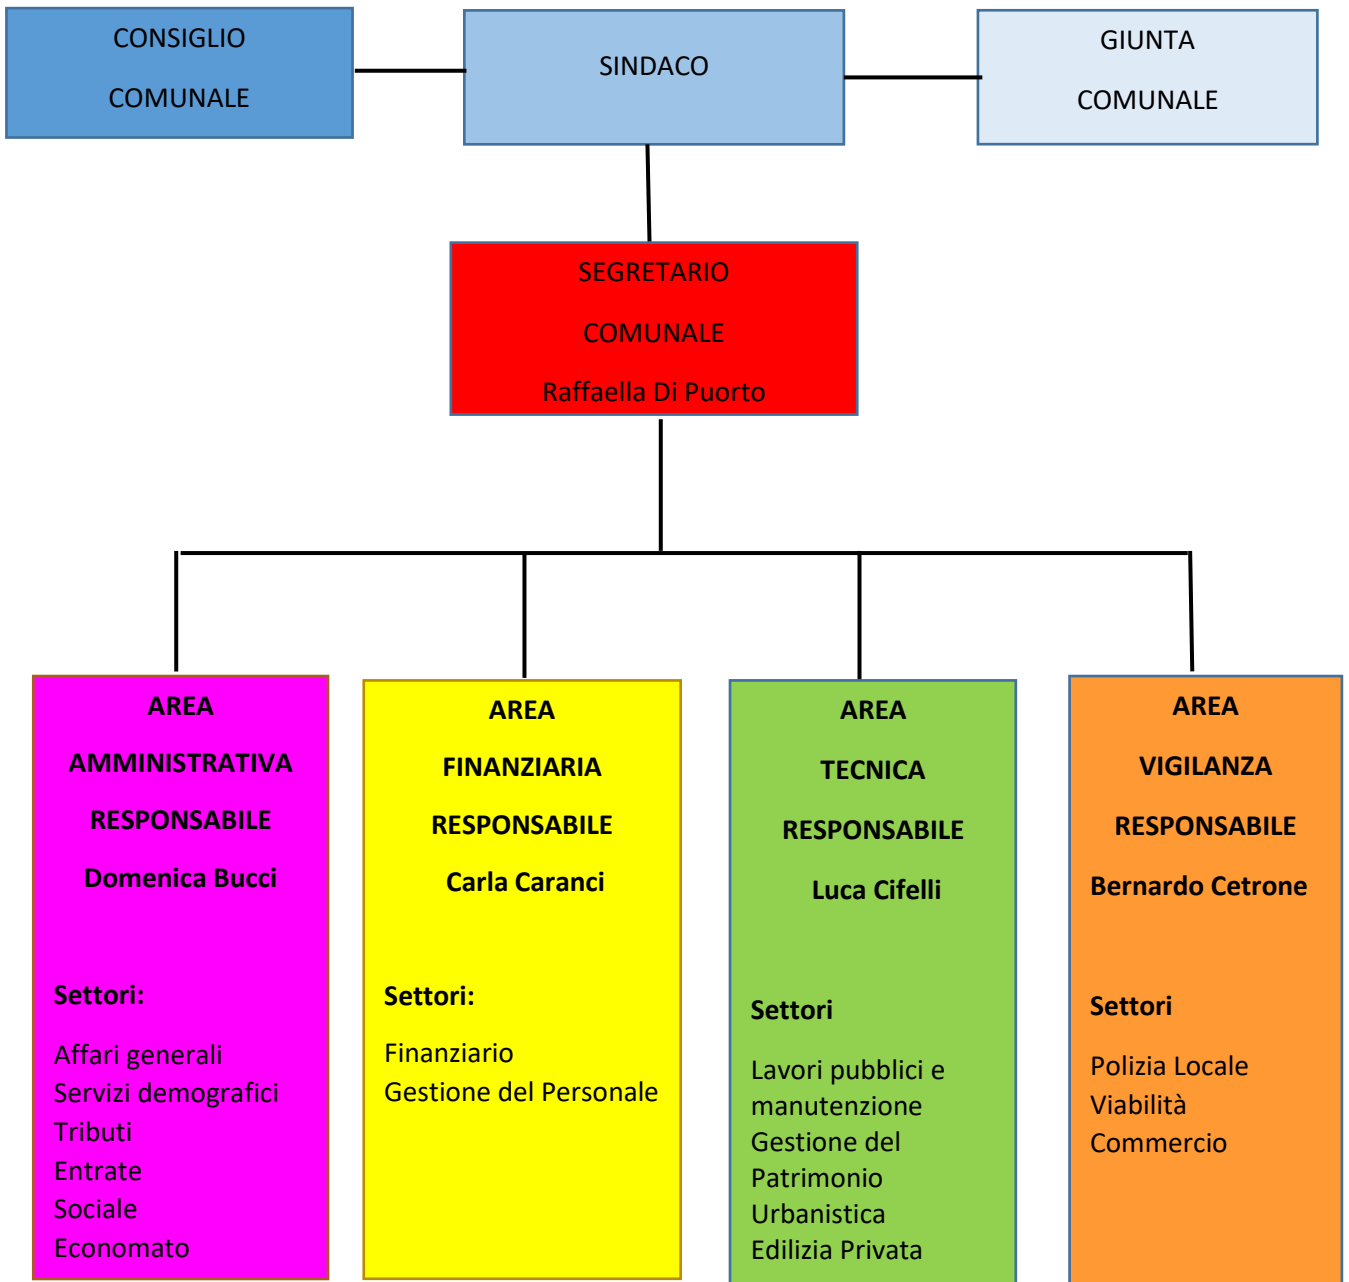 CONSIGLIO
COMUNALE
SINDACO
GIUNTA
COMUNALE
SEGRETARIO
COMUNALE
Raffaella Di Puorto
AREA
AMMINISTRATIVA
RESPONSABILE
Domenica Bucci
Settori:
Affari generali
Servizi demografici
Tributi
Entrate
Sociale
Economato
AREA
FINANZIARIA
RESPONSABILE
Carla Caranci
Settori:
Finanziario
Gestione del Personale
AREA
TECNICA
RESPONSABILE
Luca Cifelli
Settori
Lavori pubblici e
manutenzione
Gestione del
Patrimonio
Urbanistica
Edilizia Privata
AREA
VIGILANZA
RESPONSABILE
Bernardo Cetrone
Settori
Polizia Locale
Viabilità
Commercio